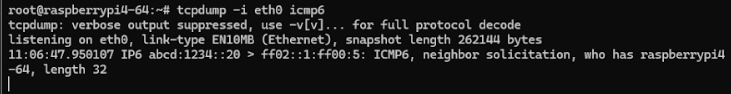 root@raspberrypi4-64:~# tcpdump -i eth0 icmp6
tcpdump: verbose output suppressed, use -v[v]... for full protocol decode
listening on eth0, link-type EN10MB (Ethernet), snapshot length 262144 bytes
11:06:47.950107 IP6 abcd:1234::20 > ff02::1:ff00:5: ICMP6, neighbor solicitation, who has raspberrypi4
-64, length 32